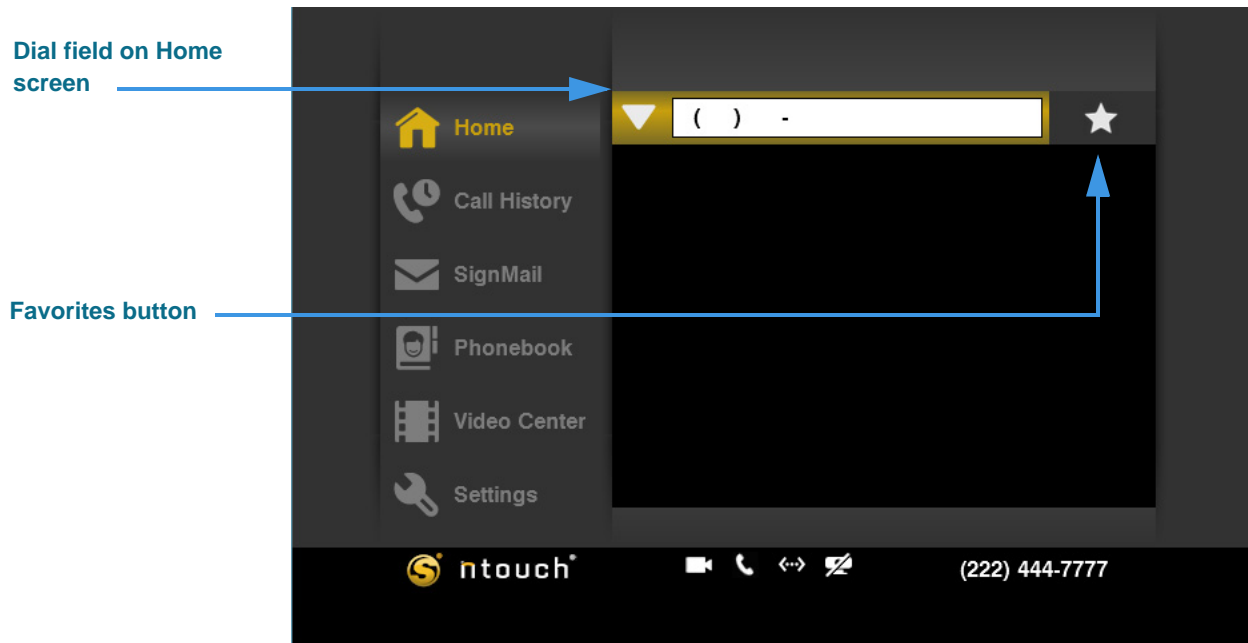 Dial field on Home
screen
( ) -
Home
Call History
SignMail
Favorites button
Phonebook
Video Center
Settings
ntouch®
(222) 444-7777